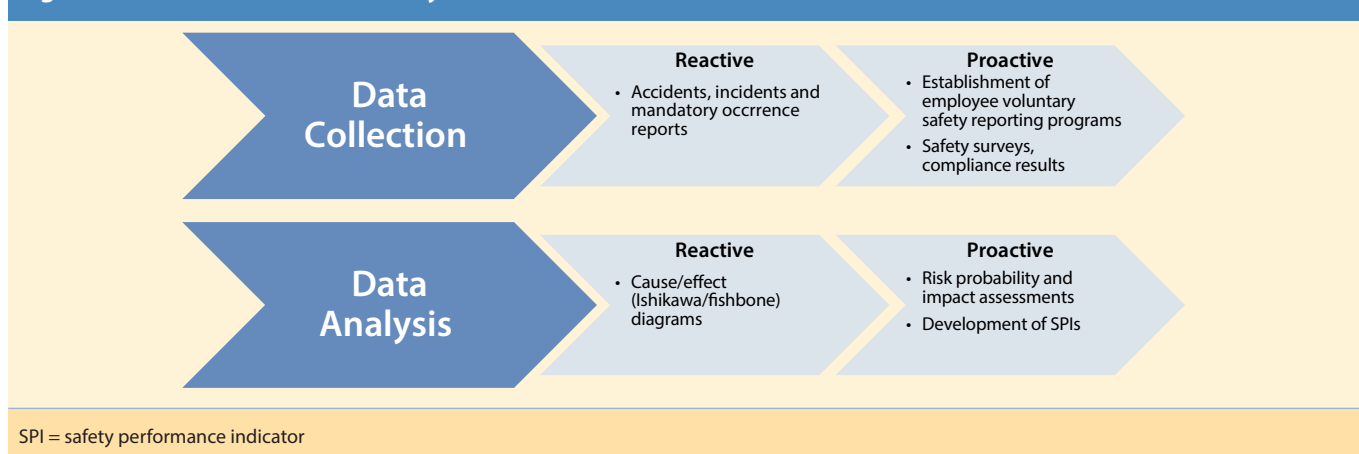 Data
Collection
Reactive
• Accidents, incidents and
mandatory occrrence
reports
Proactive
• Establishment of
employee voluntary
safety reporting programs
• Safety surveys,
compliance results
Data
Analysis
Reactive
• Cause/effect
(Ishikawa/fishbone)
diagrams
Proactive
• Risk probability and
impact assessments
• Development of SPIs
SPI = safety performance indicator